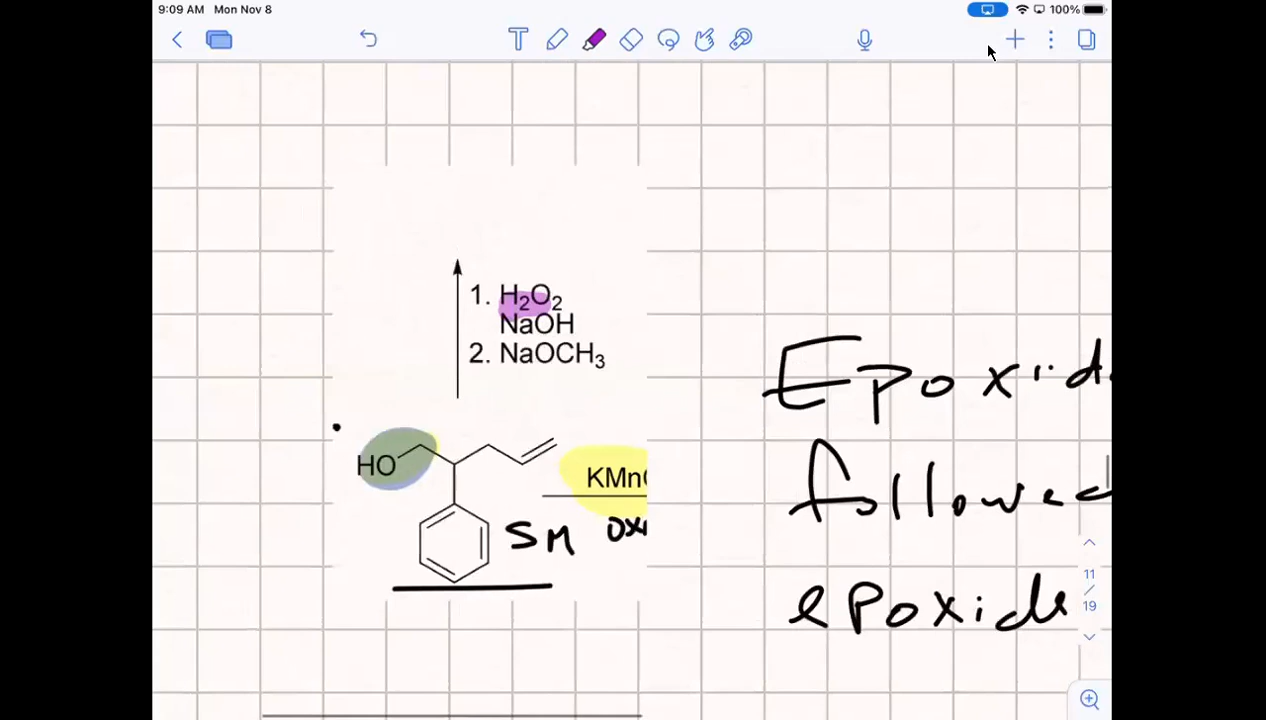 9:09 AM Mon Nov 8
100%
T
1. H₂O₂
NaOH
2. NaOCH₃
HO
KMn
SM
Epoxid
followed
epoxide
11
/
19